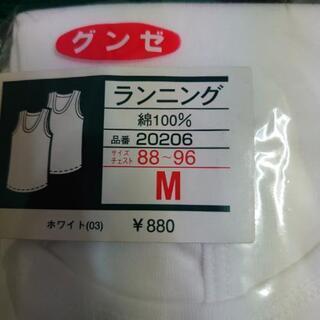 グンゼ
ランニング
綿100%
品番 20206
サイズ チェスト 88~96
M
ホワイト(03) ¥880